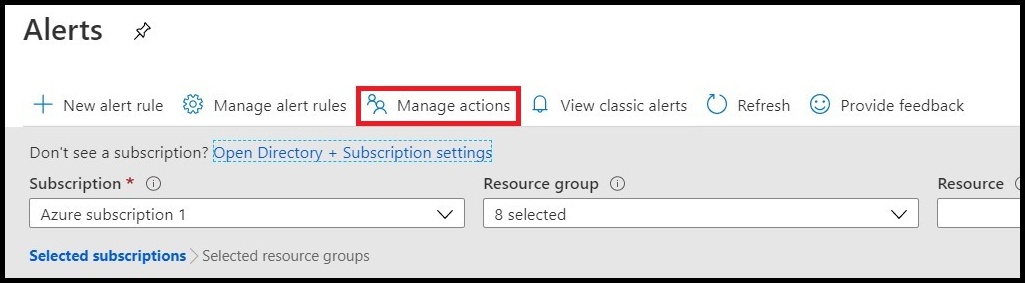 Alerts
New alert rule Manage alert rules Manage actions View classic alerts Refresh Provide feedback
Don't see a subscription? Open Directory + Subscription settings
Subscription * Resource group Resource
Azure subscription 1 8 selected
Selected subscriptions > Selected resource groups